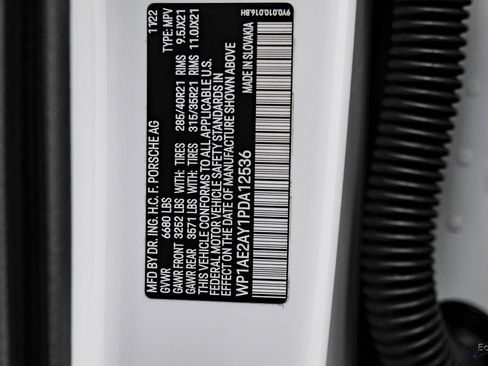 MFD BY DR. ING. H.C. F. PORSCHE AG 11/22
GVWR 6680 LBS TYPE: MPV
GAWR FRONT 3252 LBS WITH: TIRES 285/40R21 RIMS 9.5JX21
GAWR REAR 3571 LBS WITH: TIRES 315/35R21 RIMS 11.0JX21
THIS VEHICLE CONFORMS TO ALL APPLICABLE U.S.
FEDERAL MOTOR VEHICLE SAFETY STANDARDS IN
EFFECT ON THE DATE OF MANUFACTURE SHOWN ABOVE
WP1AE2AY1PDA12536 MADE IN SLOVAKIA
9Y0.010.016.BH